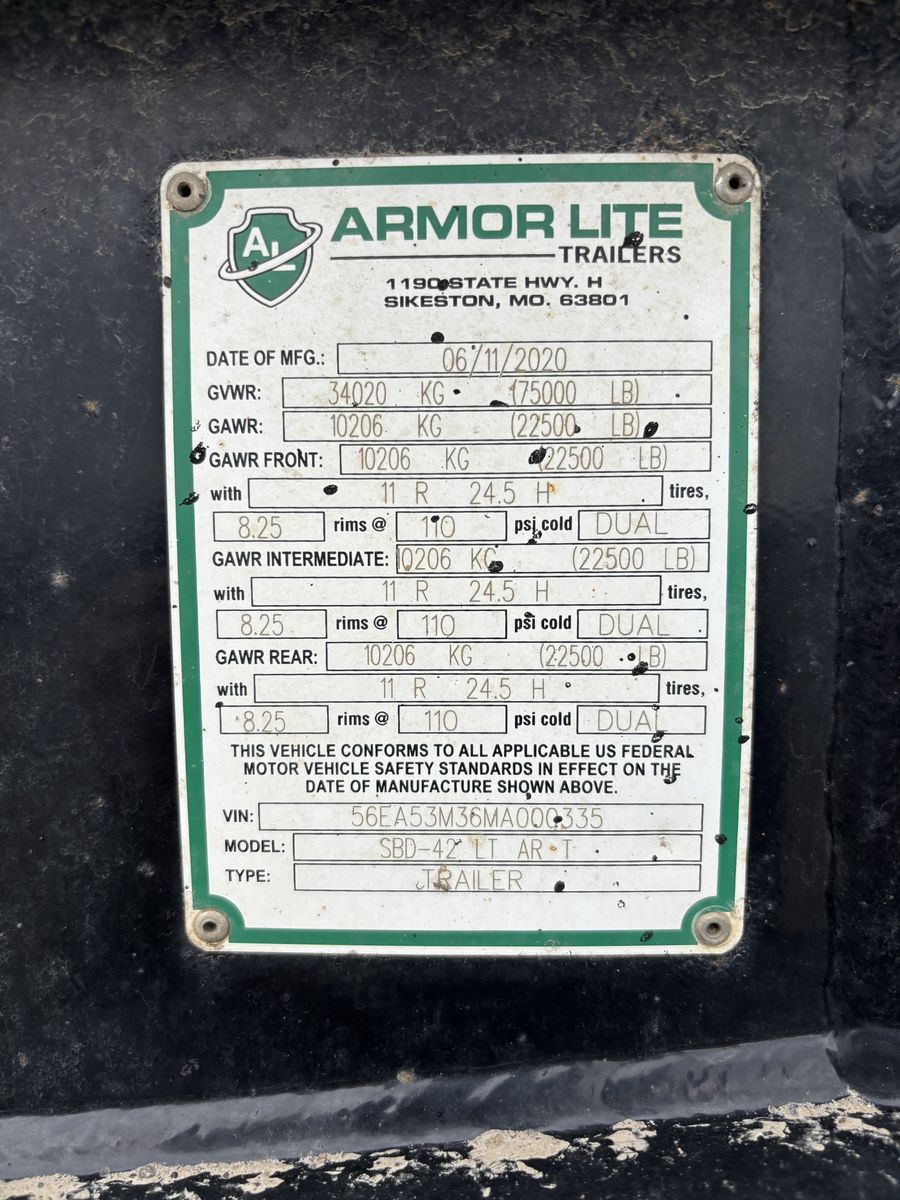 AL ARMOR LITE
TRAILERS
1190 STATE HWY. H
SIKESTON, MO. 63801
DATE OF MFG.: 06/11/2020
GVWR: 34020 KG (75000 LB)
GAWR: 10206 KG (22500 LB)
GAWR FRONT: 10206 KG (22500 LB)
with 11 R 24.5 H tires,
8.25 rims @ 110 psi cold DUAL
GAWR INTERMEDIATE: 10206 KG (22500 LB)
with 11 R 24.5 H tires,
8.25 rims @ 110 psi cold DUAL
GAWR REAR: 10206 KG (22500 LB)
with 11 R 24.5 H tires,
8.25 rims @ 110 psi cold DUAL
THIS VEHICLE CONFORMS TO ALL APPLICABLE US FEDERAL
MOTOR VEHICLE SAFETY STANDARDS IN EFFECT ON THE
DATE OF MANUFACTURE SHOWN ABOVE.
VIN: 56EA53M36MA000335
MODEL: SBD-42 LT AR T
TYPE: TRAILER